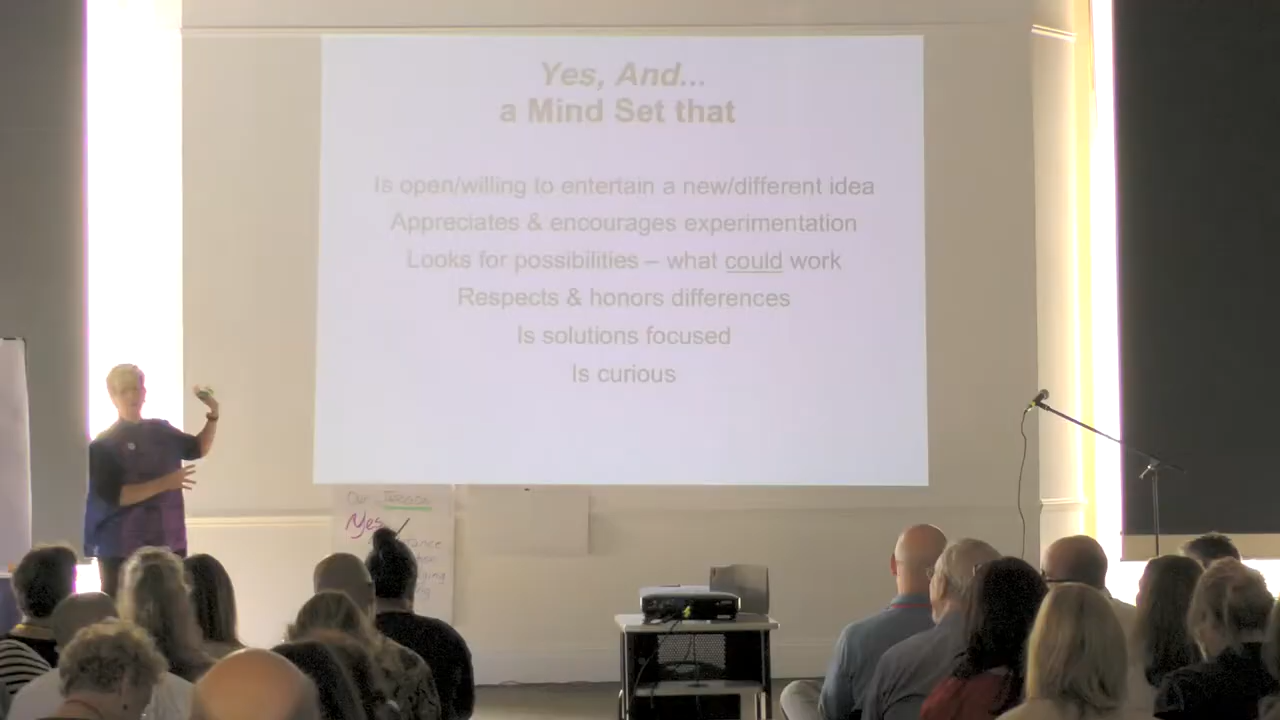 Yes, And...
a Mind Set that
Is open/willing to entertain a new/different idea
Appreciates & encourages experimentation
Looks for possibilities – what could work
Respects & honors differences
Is solutions focused
Is curious
Our
Yes